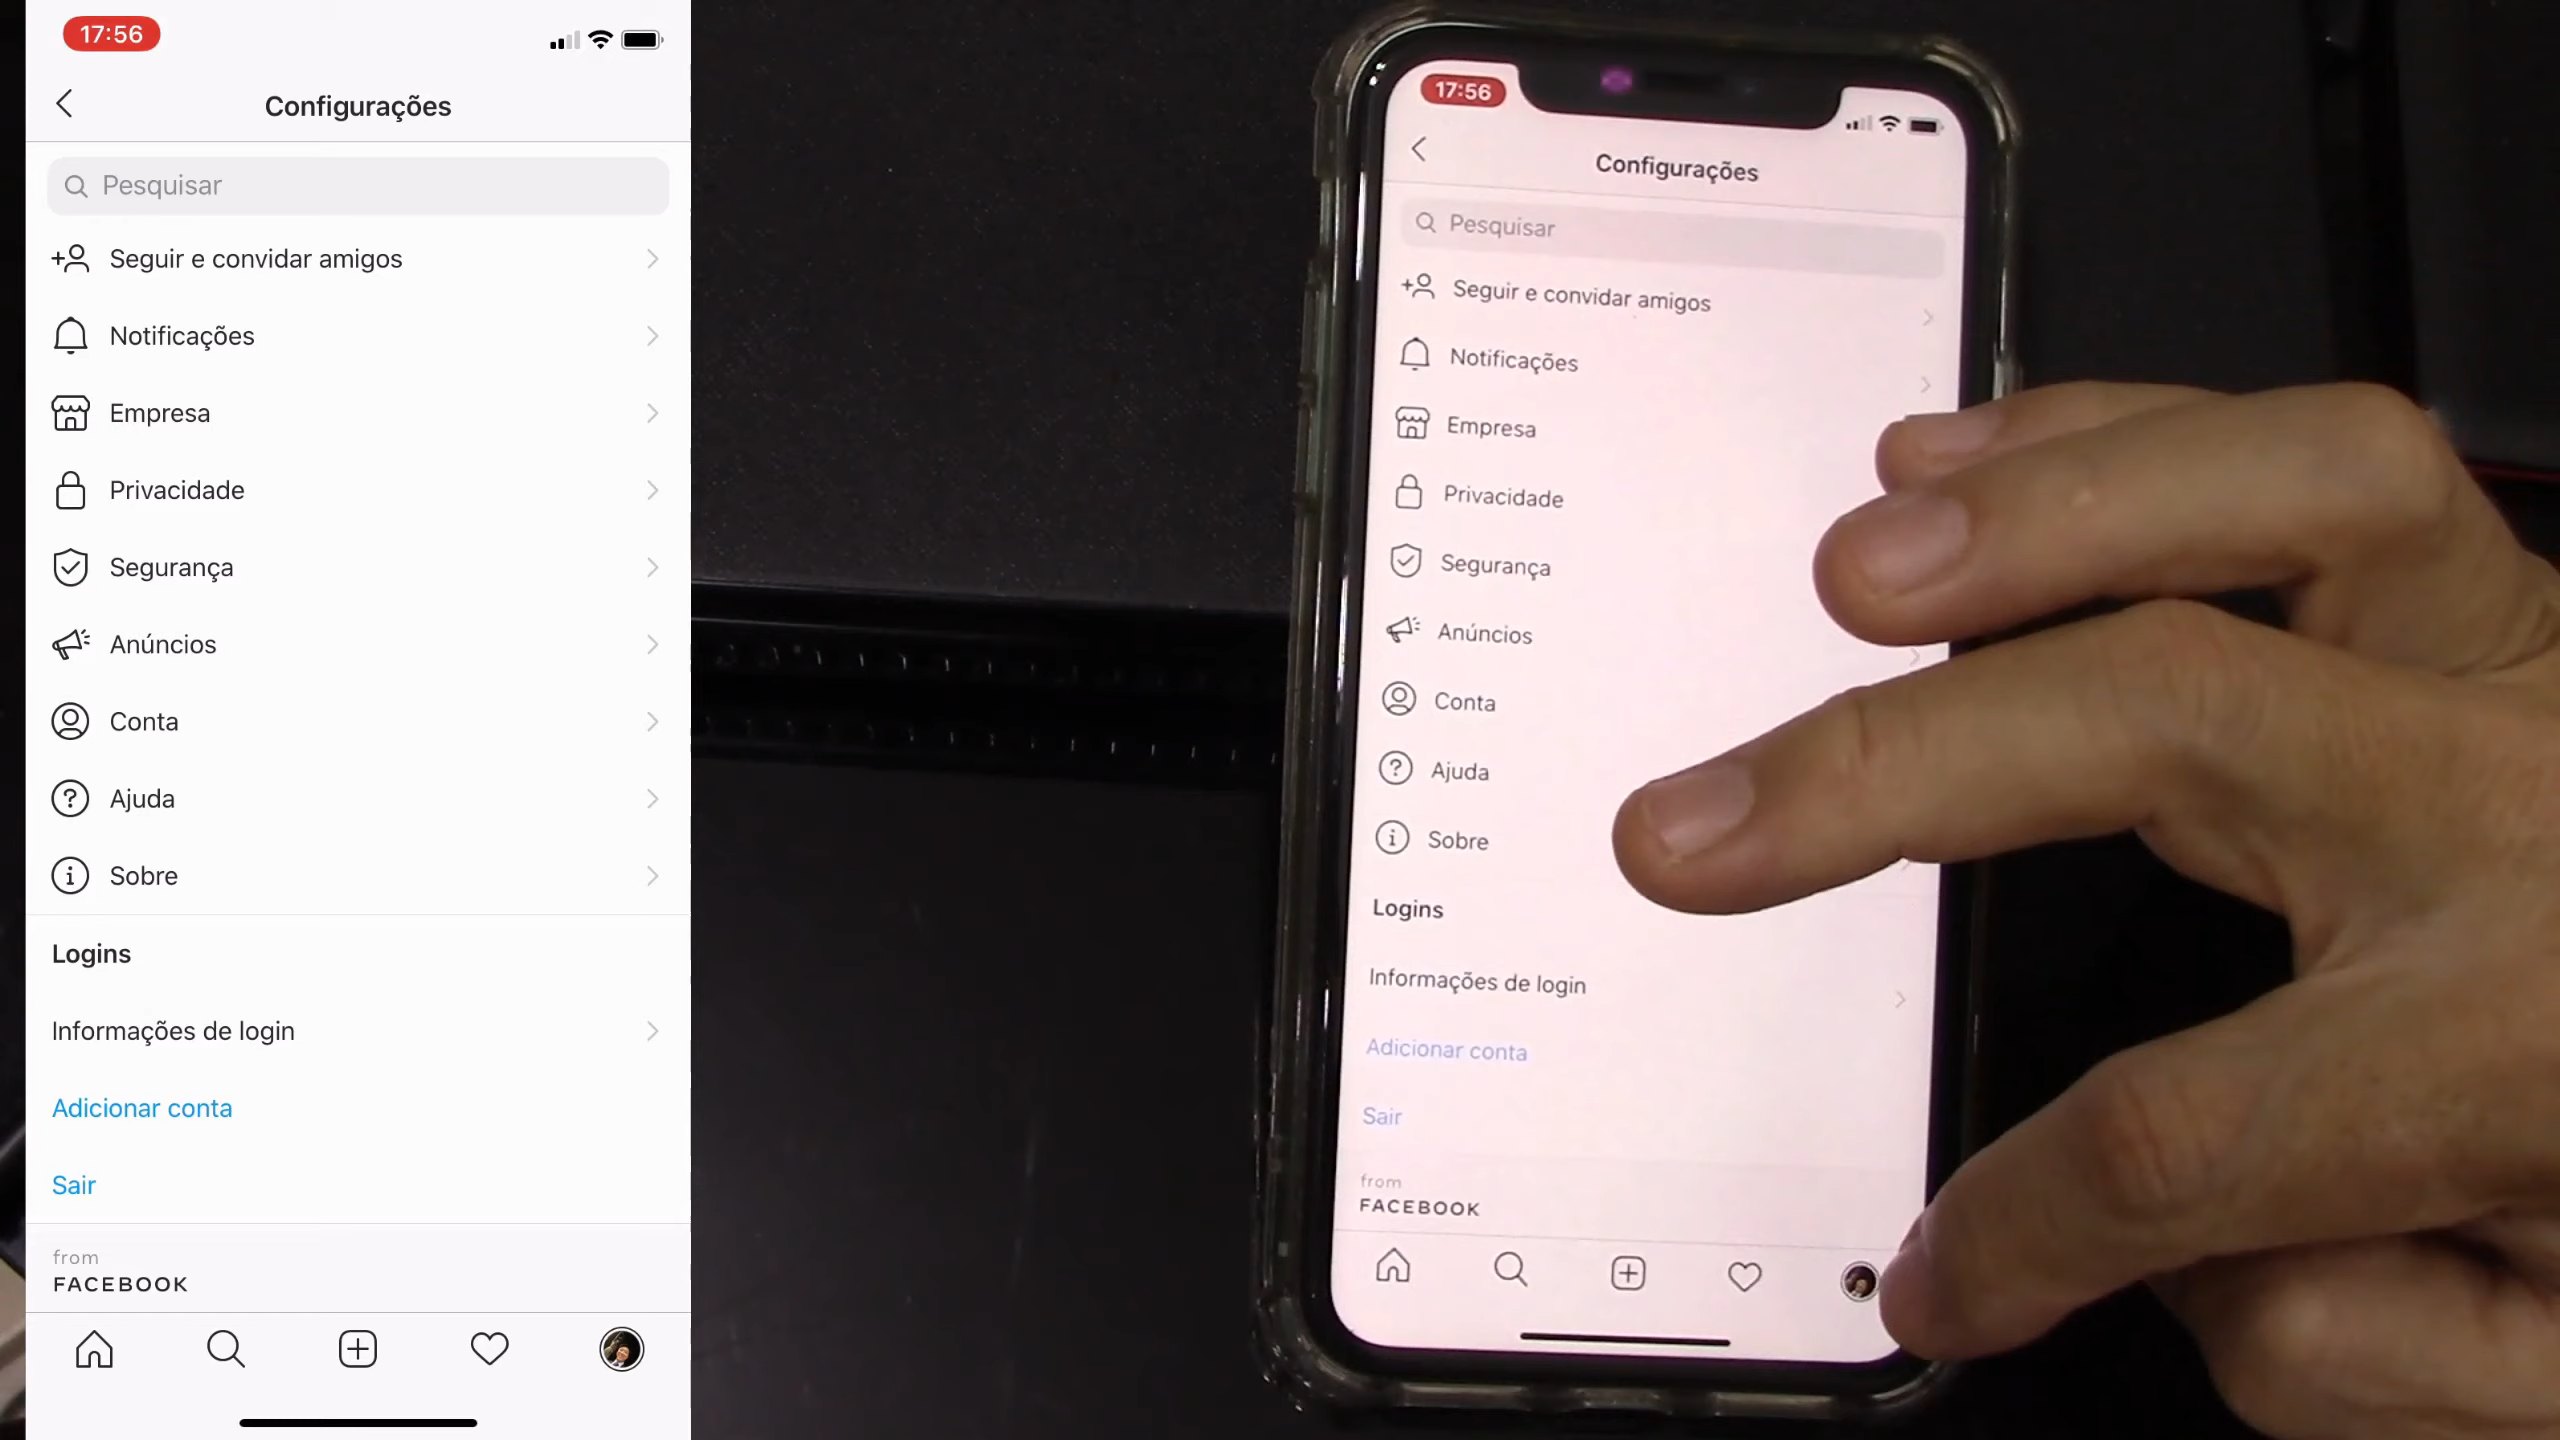 17:56
Configurações
Pesquisar
Seguir e convidar amigos
Notificações
Empresa
Privacidade
Segurança
Anúncios
Conta
Ajuda
Sobre
Logins
Informações de login
Adicionar conta
Sair
from
FACEBOOK
17:56
Configurações
Pesquisar
Seguir e convidar amigos
Notificações
Empresa
Privacidade
Segurança
Anúncios
Conta
Ajuda
Sobre
Logins
Informações de login
Adicionar conta
Sair
from
FACEBOOK